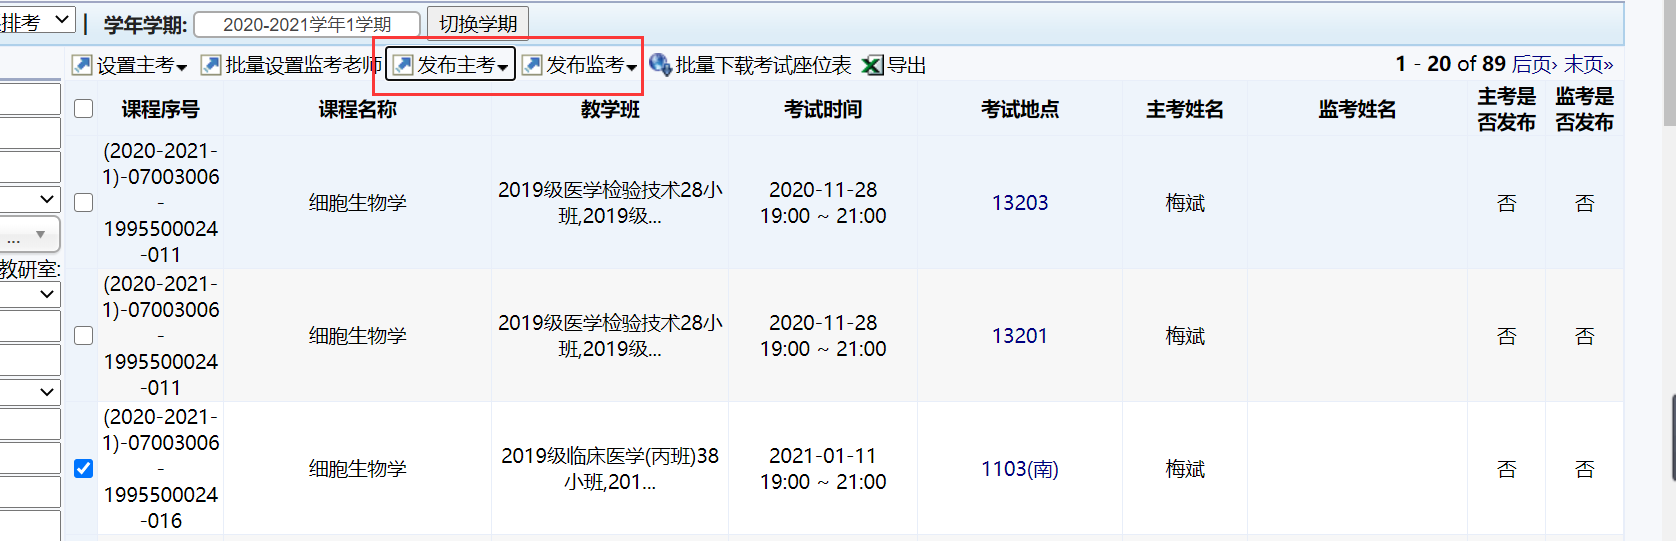 排考 | 学年学期: 2020-2021学年1学期 切换学期
设置主考 批量设置监考老师 发布主考 发布监考 批量下载考试座位表 导出 1 - 20 of 89 后页› 末页»
课程序号 课程名称 教学班 考试时间 考试地点 主考姓名 监考姓名 主考是否发布 监考是否发布
(2020-2021-
1)-07003006
-
1995500024
-011
细胞生物学
2019级医学检验技术28小
班,2019级...
2020-11-28
19:00 ~ 21:00
13203
梅斌
否
否
...
教研室:
(2020-2021-
1)-07003006
-
1995500024
-011
细胞生物学
2019级医学检验技术28小
班,2019级...
2020-11-28
19:00 ~ 21:00
13201
梅斌
否
否
(2020-2021-
1)-07003006
-
1995500024
-016
细胞生物学
2019级临床医学(丙班)38
小班,201...
2021-01-11
19:00 ~ 21:00
1103(南)
梅斌
否
否